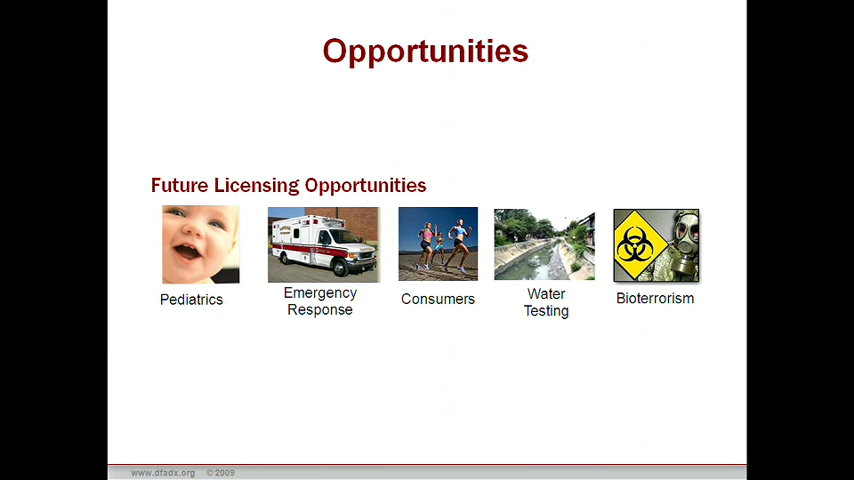 Opportunities
Future Licensing Opportunities
Pediatrics
Emergency
Response
Consumers
Water
Testing
Bioterrorism
www.dfadx.org ©2009